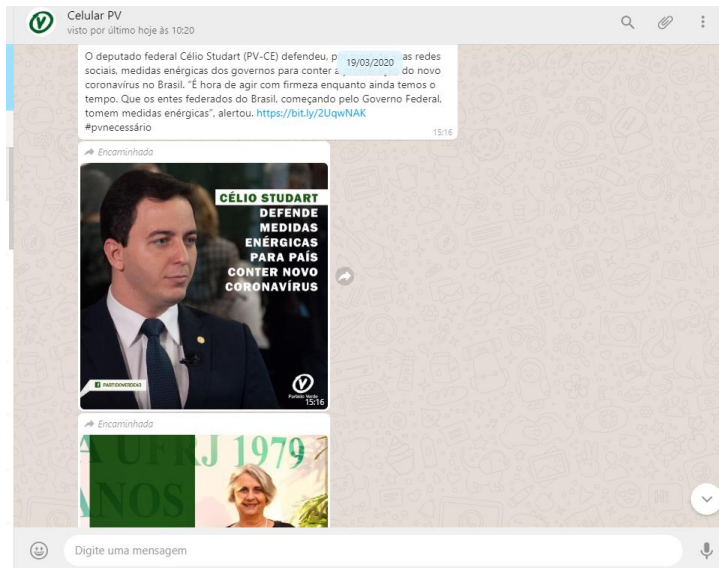 Celular PV
visto por último hoje às 10:20
19/03/2020
O deputado federal Célio Studart (PV-CE) defendeu, as redes
sociais, medidas enérgicas dos governos para conter do novo
coronavírus no Brasil. “É hora de agir com firmeza enquanto ainda temos o
tempo. Que os entes federados do Brasil, começando pelo Governo Federal,
tomem medidas enérgicas”, alertou. https://bit.ly/2UqwNAK
#pvnecessário
15:16
Encaminhada
CÉLIO STUDART
DEFENDE
MEDIDAS
ENÉRGICAS
PARA PAÍS
CONTER NOVO
CORONAVÍRUS
PARTIDOVERDE43
Partido Verde
15:16
Encaminhada
A UFRJ 1979
ANOS
Digite uma mensagem